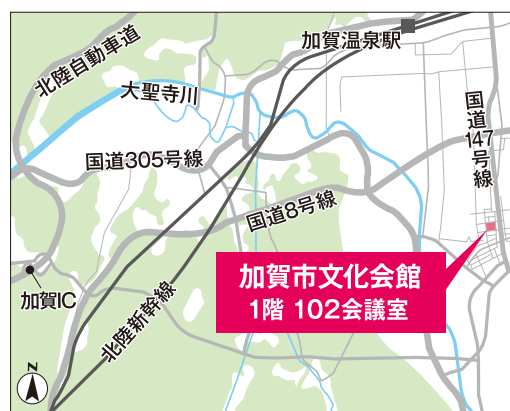 加賀温泉駅
北陸自動車道
大聖寺川
国道147号線
国道305号線
国道8号線
加賀市文化会館
1階 102会議室
加賀IC
北陸新幹線
N